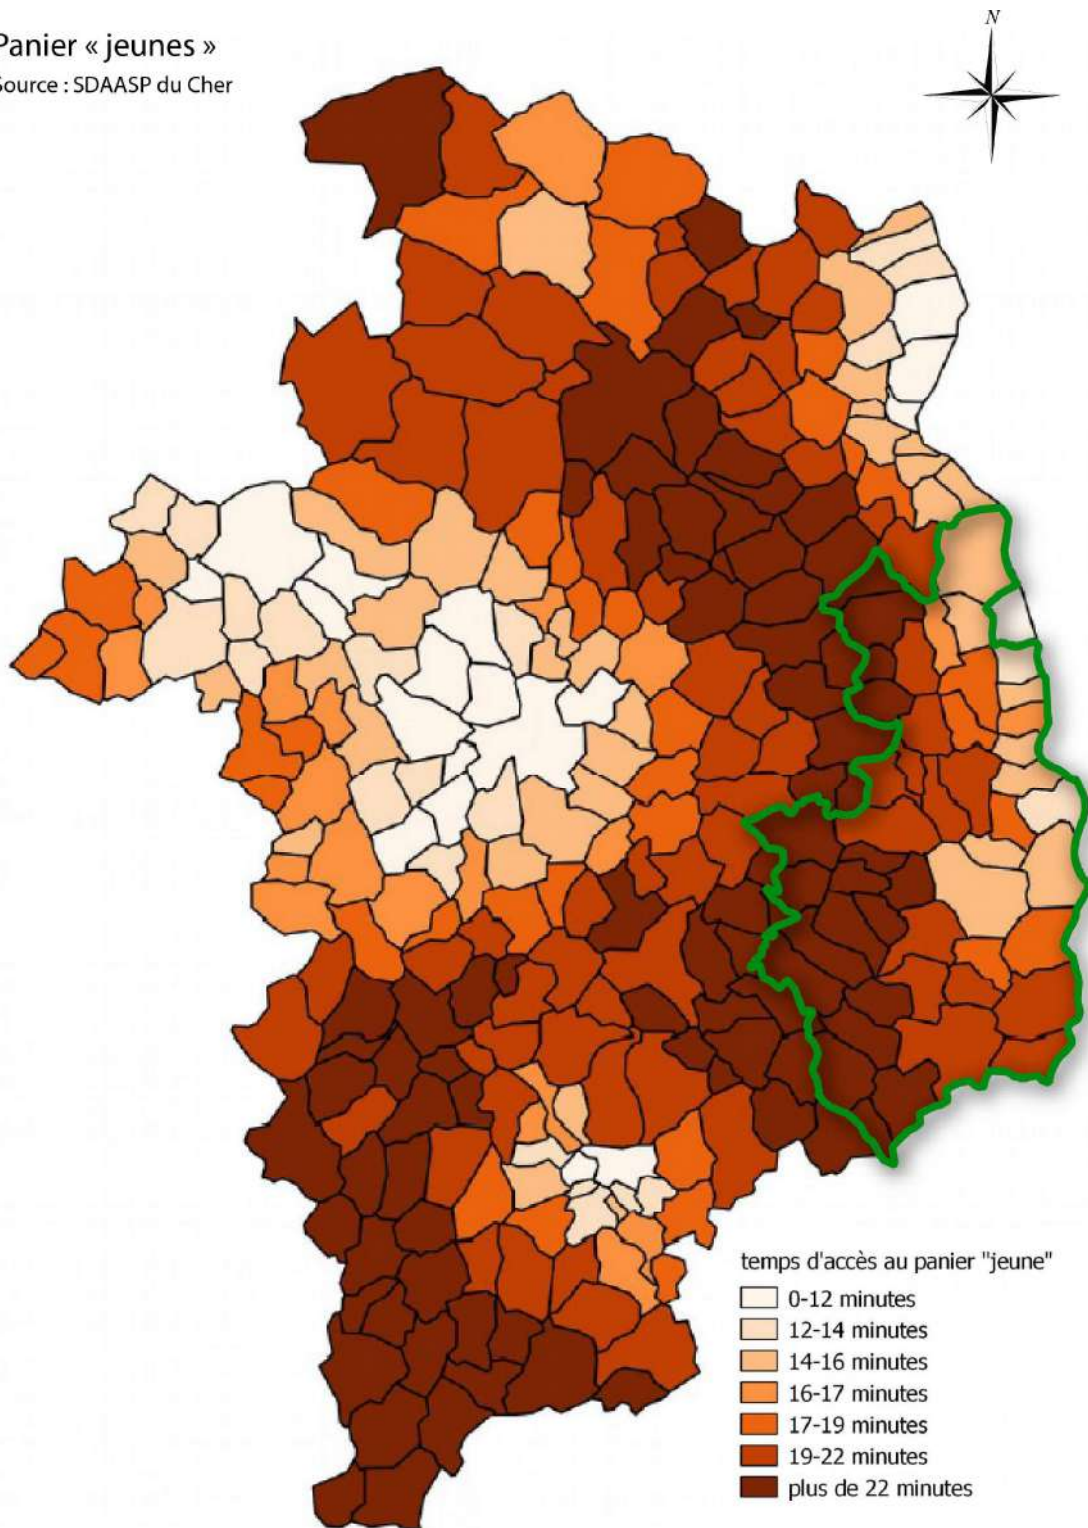 Panier « jeunes »
Source : SDAASP du Cher
N
temps d'accès au panier "jeune"
0-12 minutes
12-14 minutes
14-16 minutes
16-17 minutes
17-19 minutes
19-22 minutes
plus de 22 minutes